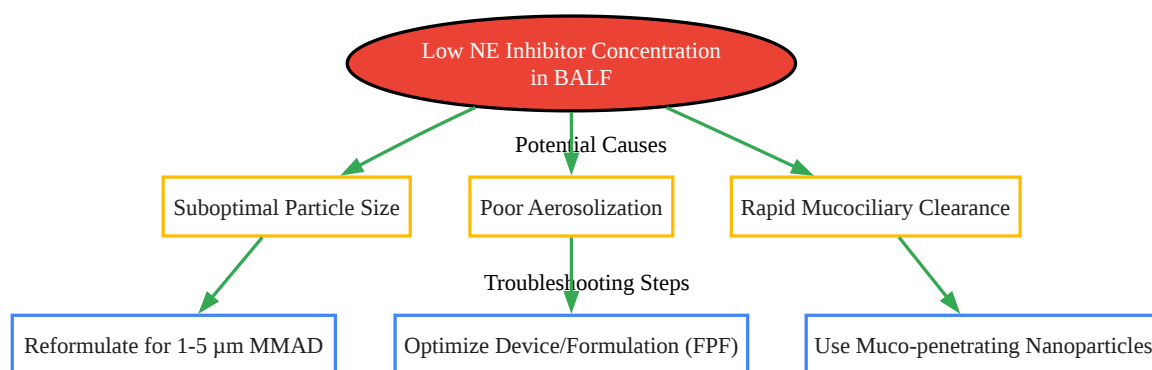 Low NE Inhibitor Concentration
in BALF
Potential Causes
Suboptimal Particle Size
Poor Aerosolization
Rapid Mucociliary Clearance
Troubleshooting Steps
Reformulate for 1-5 µm MMAD
Optimize Device/Formulation (FPF)
Use Muco-penetrating Nanoparticles